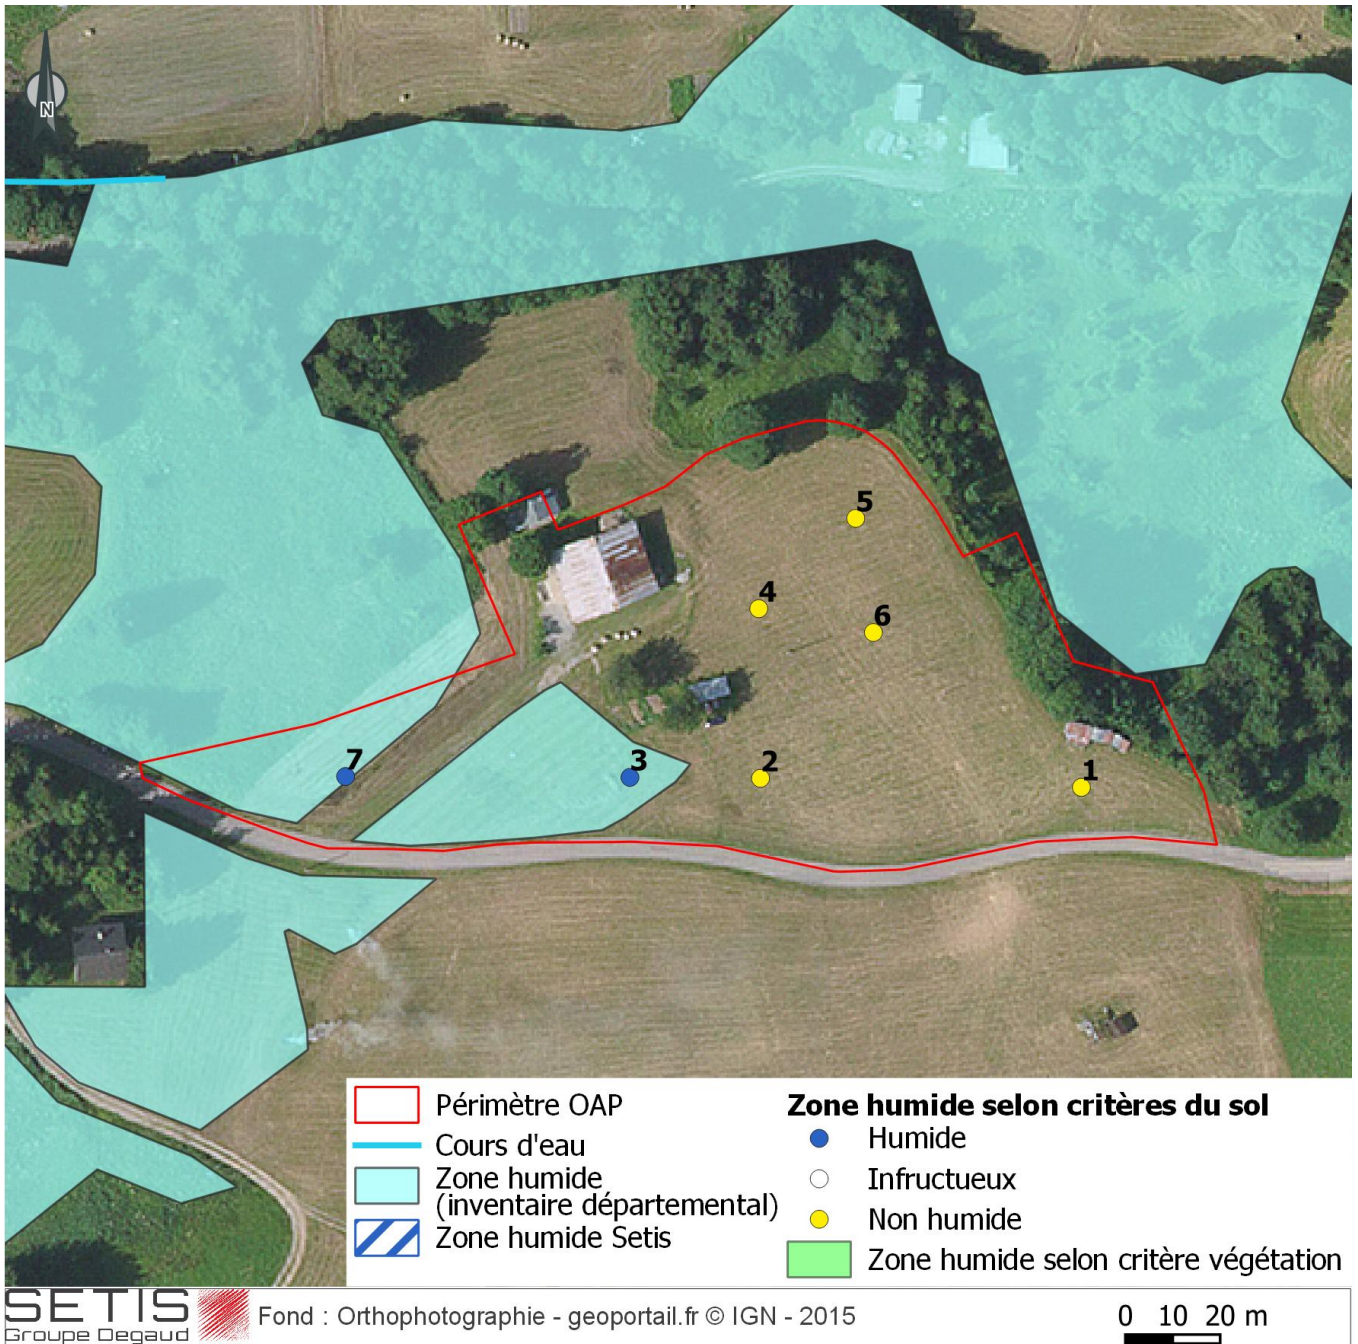 N
5
4
6
7
3
2
1
Périmètre OAP
Cours d'eau
Zone humide
(inventaire départemental)
Zone humide Setis
Zone humide selon critères du sol
Humide
Infructueux
Non humide
Zone humide selon critère végétation
SETIS
Groupe Degaud
Fond : Orthophotographie - geoportail.fr © IGN - 2015
0 10 20 m